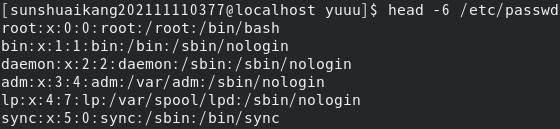 [sunshuaikang202111110377@localhost yuuu]$ head -6 /etc/passwd
root:x:0:0:root:/root:/bin/bash
bin:x:1:1:bin:/bin:/sbin/nologin
daemon:x:2:2:daemon:/sbin:/sbin/nologin
adm:x:3:4:adm:/var/adm:/sbin/nologin
lp:x:4:7:lp:/var/spool/lpd:/sbin/nologin
sync:x:5:0:sync:/sbin:/bin/sync